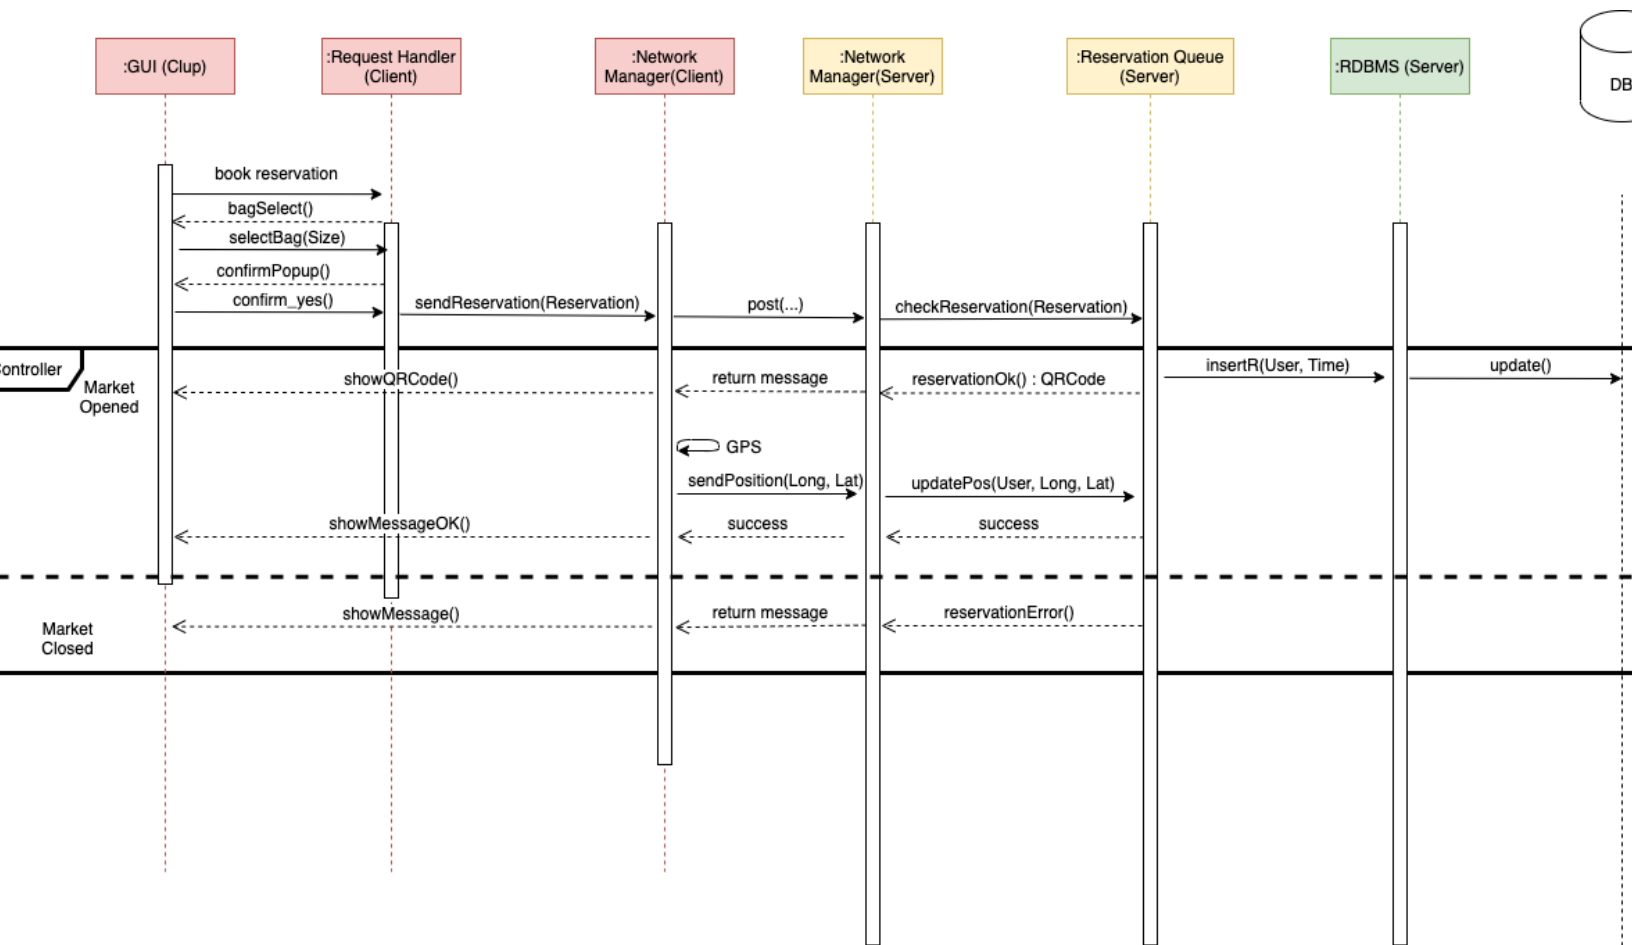 :GUI (Clup)
:Request Handler
(Client)
:Network
Manager(Client)
:Network
Manager(Server)
:Reservation Queue
(Server)
:RDBMS (Server)
DB
book reservation
bagSelect()
selectBag(Size)
confirmPopup()
confirm_yes()
sendReservation(Reservation)
post(...)
checkReservation(Reservation)
ontroller
Market
Opened
showQRCode()
return message
reservationOk() : QRCode
insertR(User, Time)
update()
GPS
sendPosition(Long, Lat)
updatePos(User, Long, Lat)
showMessageOK()
success
success
Market
Closed
showMessage()
return message
reservationError()